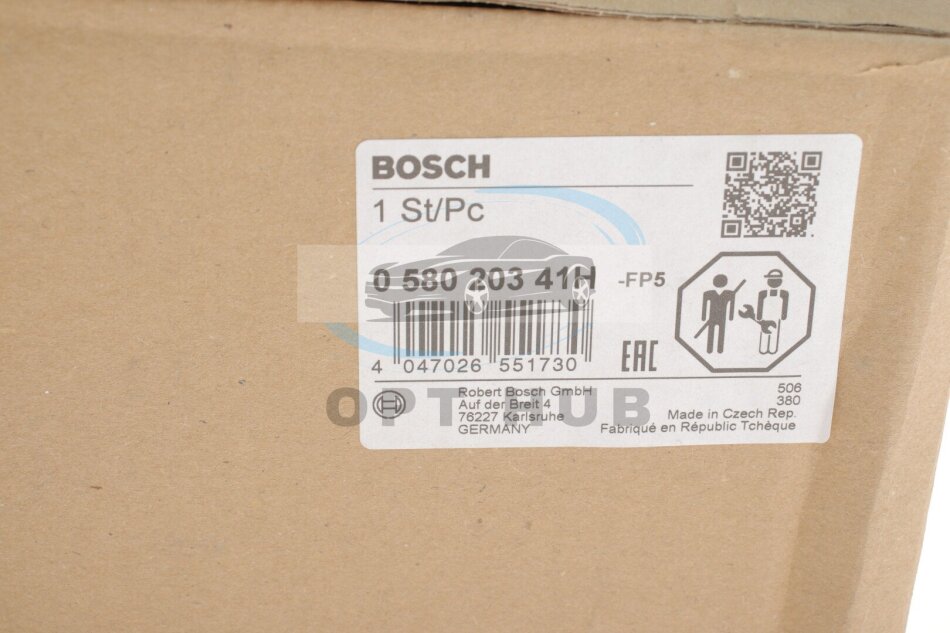 BOSCH
1 St/Pc
0 580 203 41H -FP5
4 047026 551730
EAC
Robert Bosch GmbH
Auf der Breit 4
76227 Karlsruhe
GERMANY
506
380
Made in Czech Rep.
Fabriqué en Républic Tchèque
OPTIHUB